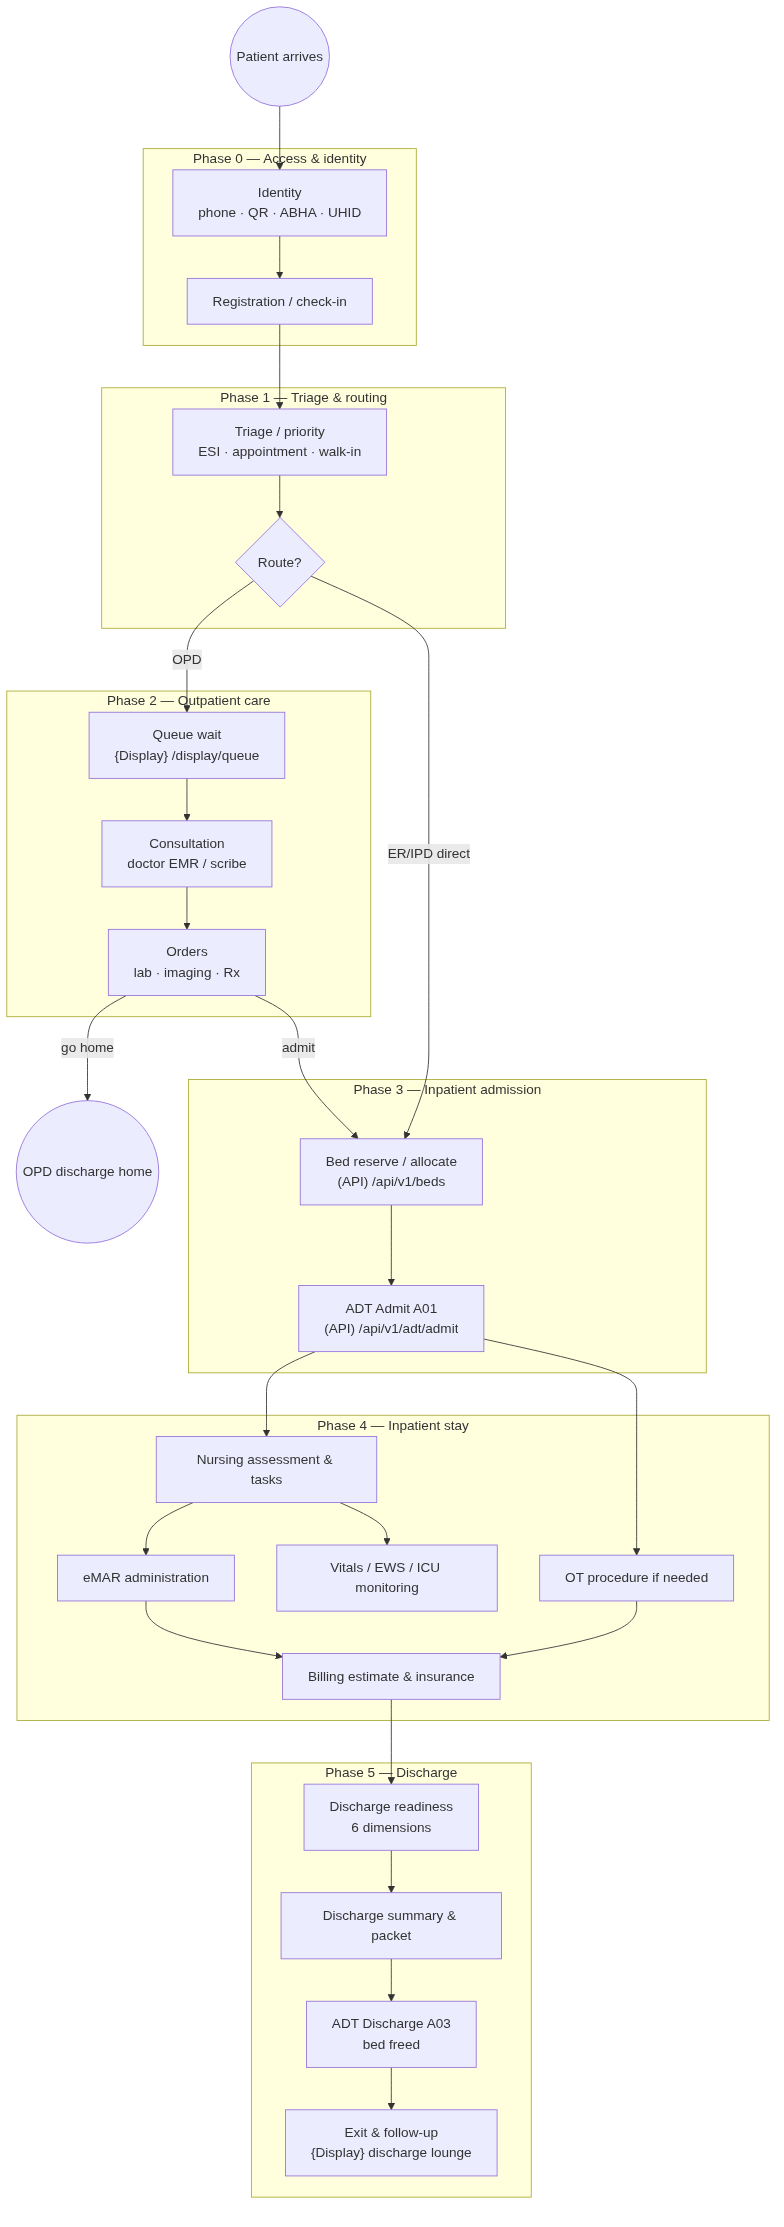 Patient arrives
Phase 0 — Access & identity
Identity
phone · QR · ABHA · UHID
Registration / check-in
Phase 1 — Triage & routing
Triage / priority
ESI · appointment · walk-in
Route?
OPD
ER/IPD direct
Phase 2 — Outpatient care
Queue wait
{Display} /display/queue
Consultation
doctor EMR / scribe
Orders
lab · imaging · Rx
go home
admit
OPD discharge home
Phase 3 — Inpatient admission
Bed reserve / allocate
(API) /api/v1/beds
ADT Admit A01
(API) /api/v1/adt/admit
Phase 4 — Inpatient stay
Nursing assessment &
tasks
eMAR administration
Vitals / EWS / ICU
monitoring
OT procedure if needed
Billing estimate & insurance
Phase 5 — Discharge
Discharge readiness
6 dimensions
Discharge summary &
packet
ADT Discharge A03
bed freed
Exit & follow-up
{Display} discharge lounge